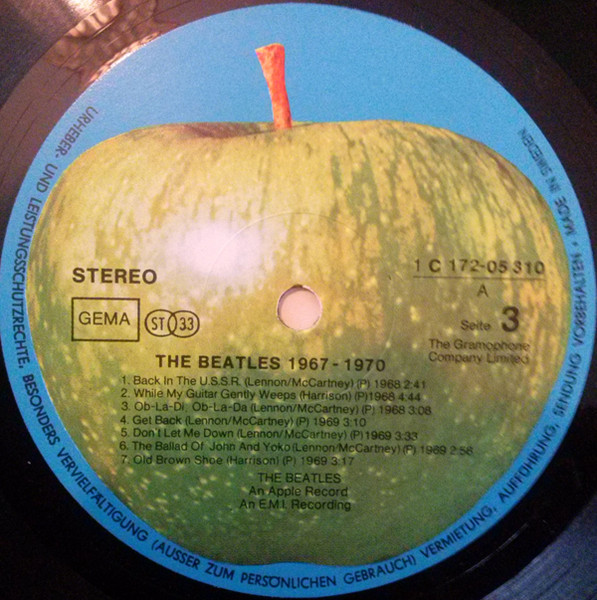 URHEBER- UND LEISTUNGSSCHUTZRECHTE, BESONDERS VERVIELFÄLTIGUNG (AUSSER ZUM PERSÖNLICHEN GEBRAUCH) VERMIETUNG, AUFFÜHRUNG, SENDUNG VORBEHALTEN • MADE IN SWEDEN
STEREO
GEMA
ST 33
1 C 172-05 310
A
Seite 3
The Gramophone
Company Limited
THE BEATLES 1967 - 1970
1. Back In The U.S.S.R. (Lennon/McCartney) (P) 1968 2:41
2. While My Guitar Gently Weeps (Harrison) (P)1968 4:44
3. Ob-La-Di, Ob-La-Da (Lennon/McCartney) (P) 1968 3:08
4. Get Back (Lennon/McCartney) (P) 1969 3:10
5. Don't Let Me Down (Lennon/McCartney) (P) 1969 3:33
6. The Ballad Of John And Yoko (Lennon/McCartney) (P) 1969 2:58
7. Old Brown Shoe (Harrison) (P) 1969 3:17
THE BEATLES
An Apple Record
An E.M.I. Recording